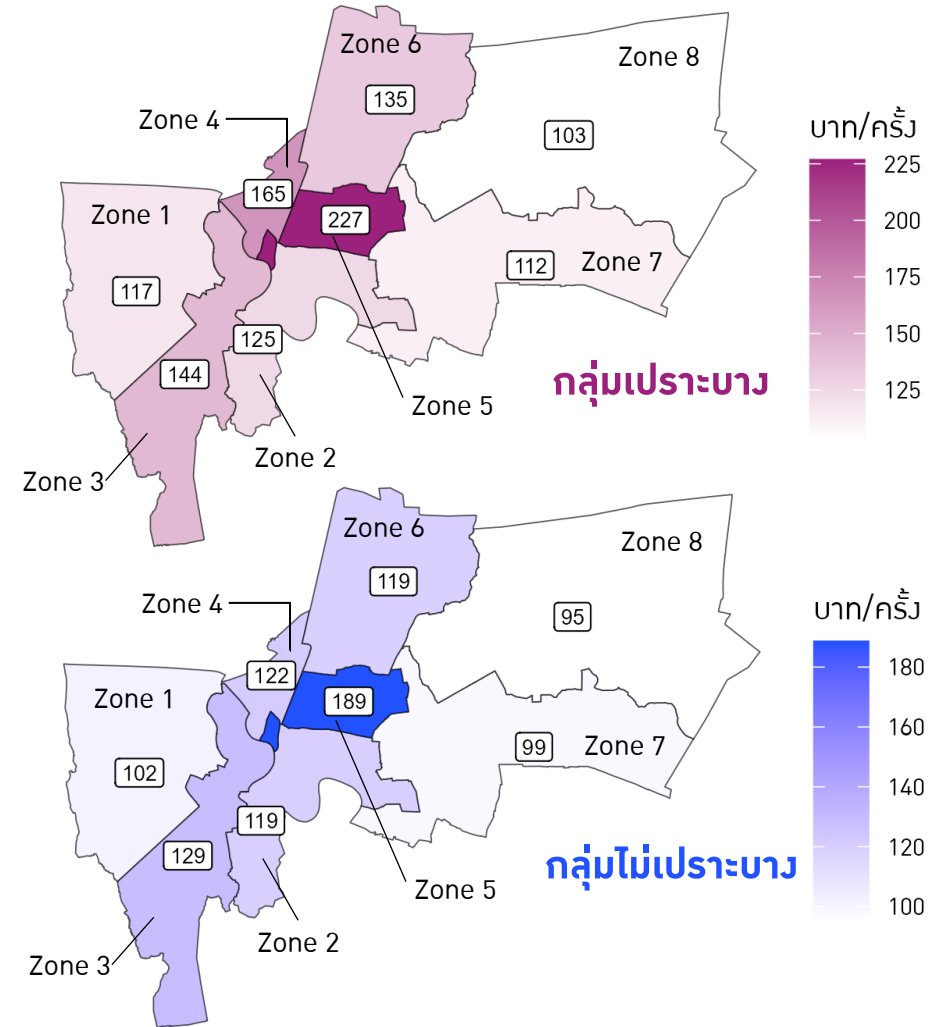 Zone 6
Zone 8
135
Zone 4
103
บาท/ครั้ง
225
165
Zone 1
227
200
112
Zone 7
175
117
125
150
144
กลุ่มเปราะบาง
125
Zone 5
Zone 2
Zone 3
Zone 6
Zone 8
119
Zone 4
95
บาท/ครั้ง
122
180
Zone 1
189
160
99
Zone 7
102
140
119
129
120
กลุ่มไม่เปราะบาง
Zone 5
100
Zone 2
Zone 3